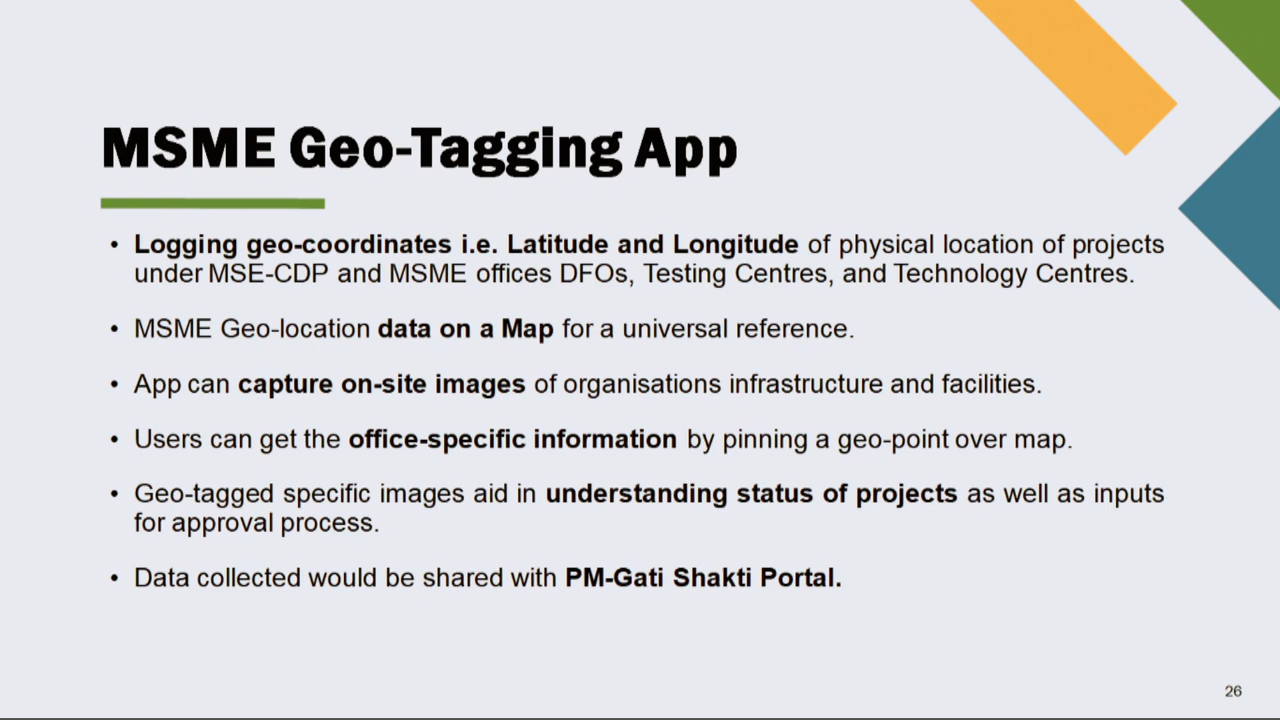 MSME Geo-Tagging App
• Logging geo-coordinates i.e. Latitude and Longitude of physical location of projects
under MSE-CDP and MSME offices DFOs, Testing Centres, and Technology Centres.
• MSME Geo-location data on a Map for a universal reference.
• App can capture on-site images of organisations infrastructure and facilities.
• Users can get the office-specific information by pinning a geo-point over map.
• Geo-tagged specific images aid in understanding status of projects as well as inputs
for approval process.
• Data collected would be shared with PM-Gati Shakti Portal.
26